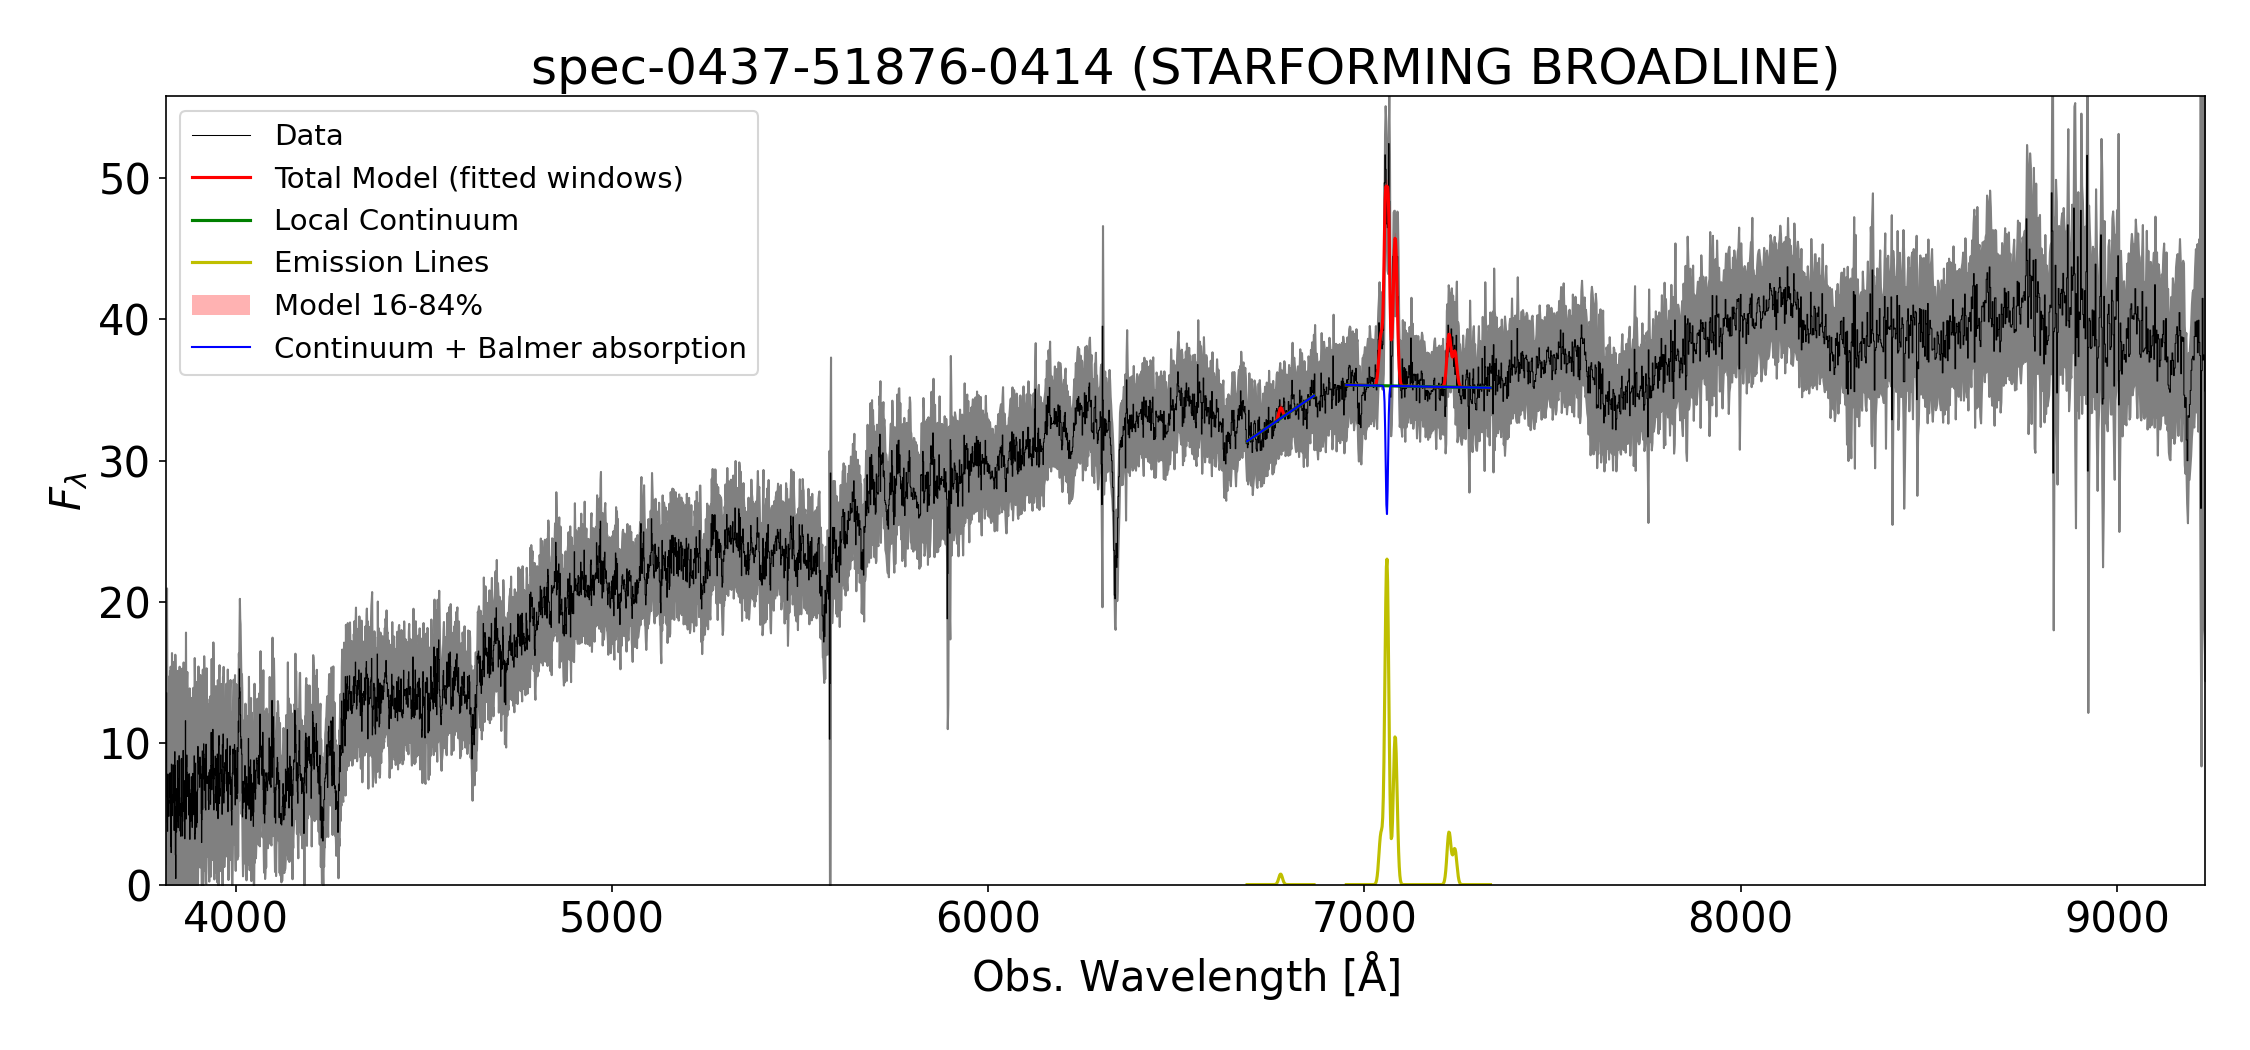 spec-0437-51876-0414 (STARFORMING BROADLINE)
Data
Total Model (fitted windows)
Local Continuum
Emission Lines
Model 16-84%
Continuum + Balmer absorption
50
40
30
20
10
0
F_λ
4000 5000 6000 7000 8000 9000
Obs. Wavelength [Å]